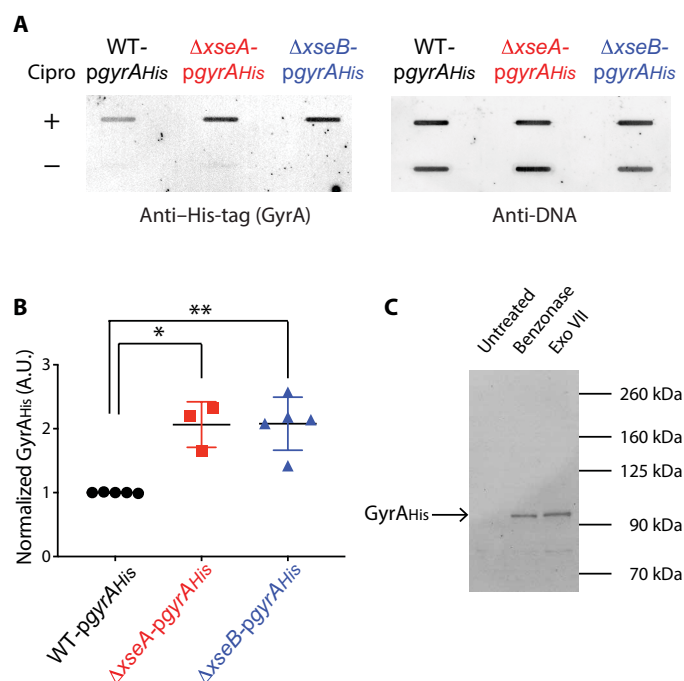 A
Cipro
WT-
pgyrAHis
ΔxseA-
pgyrAHis
ΔxseB-
pgyrAHis
WT-
pgyrAHis
ΔxseA-
pgyrAHis
ΔxseB-
pgyrAHis
+
−
Anti–His-tag (GyrA)
Anti-DNA
B
Normalized GyrAHis (A.U.)
3
2
1
0
**
*
WT-pgyrAHis
ΔxseA-pgyrAHis
ΔxseB-pgyrAHis
C
Untreated
Benzonase
Exo VII
GyrAHis
260 kDa
160 kDa
125 kDa
90 kDa
70 kDa